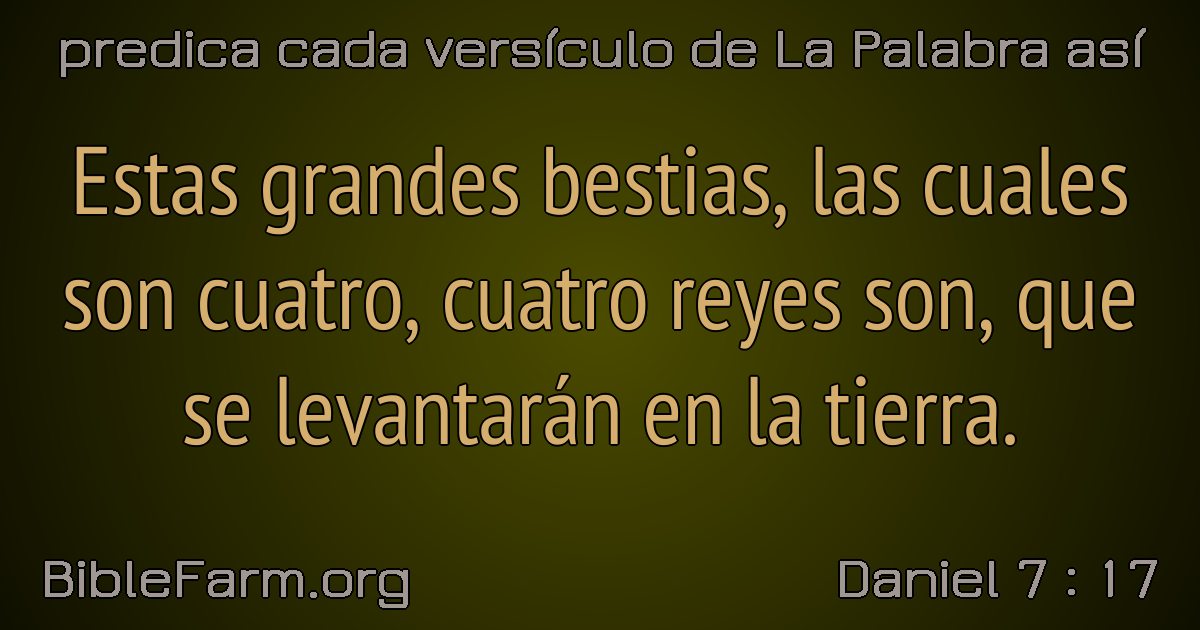 predica cada versículo de La Palabra así
Estas grandes bestias, las cuales
son cuatro, cuatro reyes son, que
se levantarán en la tierra.
BibleFarm.org
Daniel 7 : 17